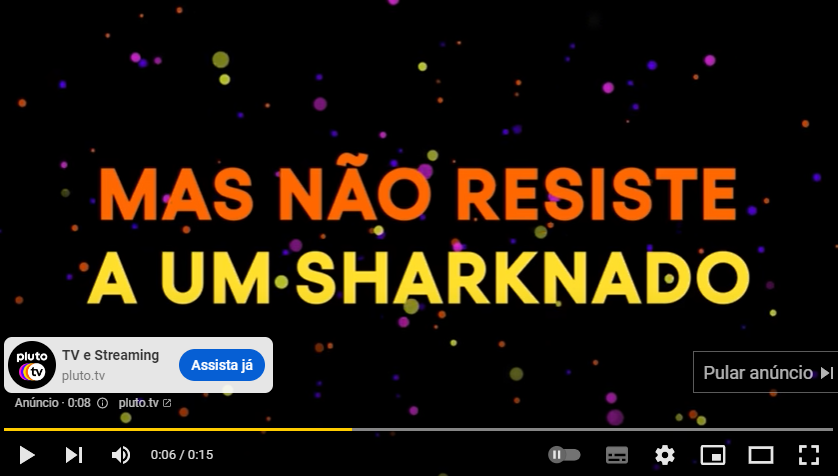 MAS NÃO RESISTE
A UM SHARKNADO
pluto tv
TV e Streaming
pluto.tv
Assista já
Pular anúncio
Anúncio · 0:08 pluto.tv
0:06 / 0:15